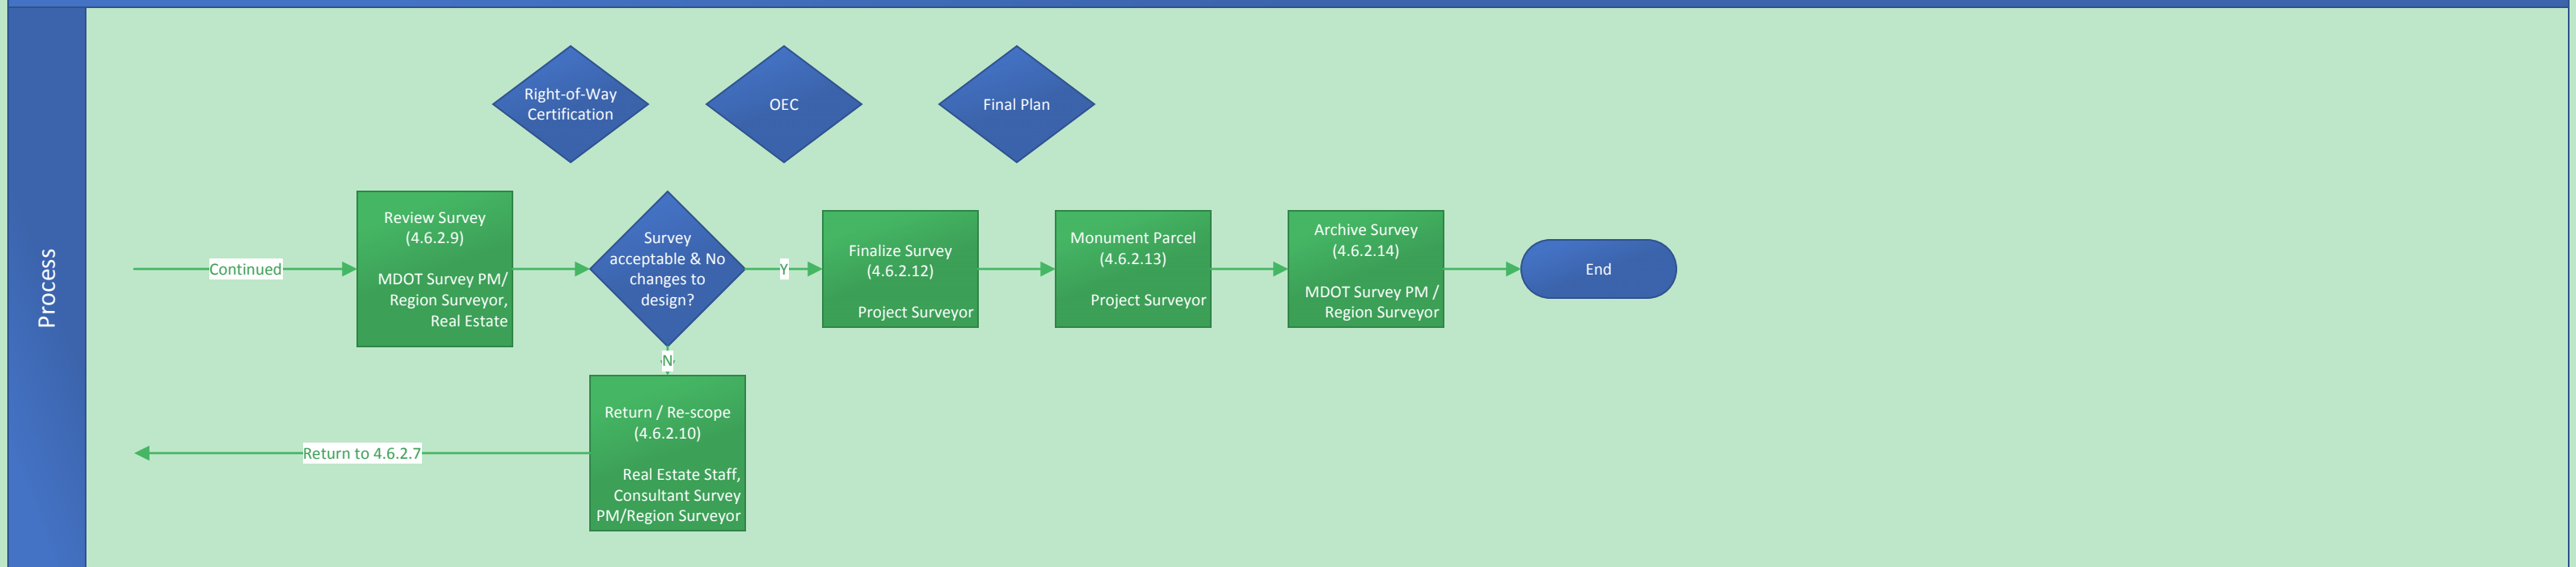 Process
Right-of-Way
Certification
OEC
Final Plan
Continued
Review Survey
(4.6.2.9)
MDOT Survey PM/
Region Surveyor,
Real Estate
Survey
acceptable & No
changes to
design?
Y
Finalize Survey
(4.6.2.12)
Project Surveyor
Monument Parcel
(4.6.2.13)
Project Surveyor
Archive Survey
(4.6.2.14)
MDOT Survey PM /
Region Surveyor
End
N
Return / Re-scope
(4.6.2.10)
Real Estate Staff,
Consultant Survey
PM/Region Surveyor
Return to 4.6.2.7